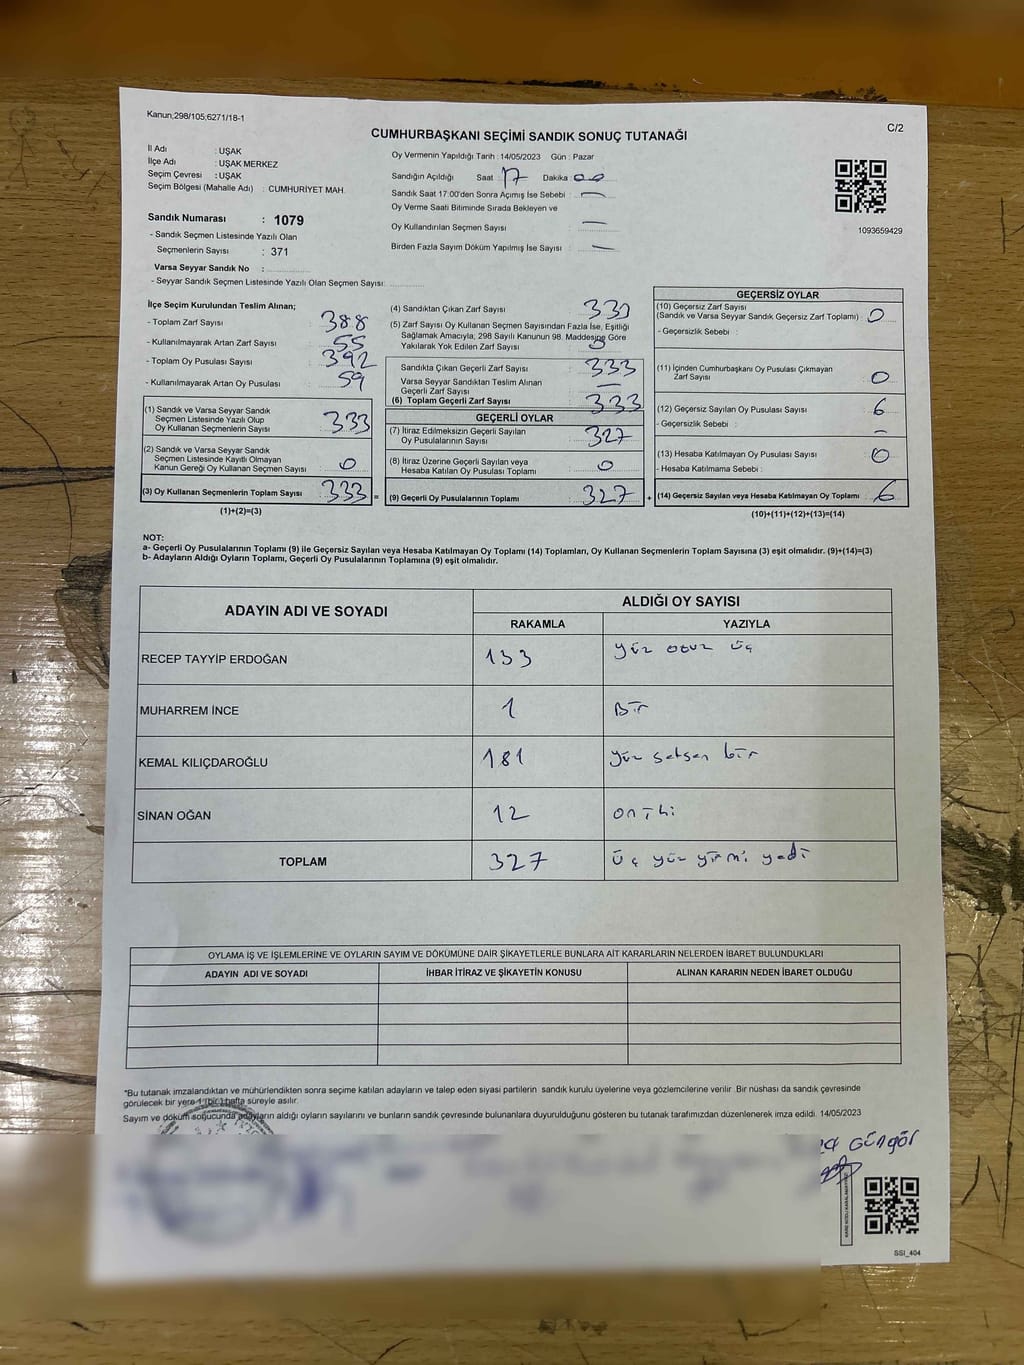 Kanun;298/105;6271/18-1
C/2
CUMHURBAŞKANI SEÇİMİ SANDIK SONUÇ TUTANAĞI
İl Adı : UŞAK
İlçe Adı : UŞAK MERKEZ
Seçim Çevresi : UŞAK
Seçim Bölgesi (Mahalle Adı) : CUMHURİYET MAH.
Sandık Numarası : 1079
- Sandık Seçmen Listesinde Yazılı Olan
Seçmenlerin Sayısı : 371
Varsa Seyyar Sandık No :
- Seyyar Sandık Seçmen Listesinde Yazılı Olan Seçmen Sayısı:
Oy Vermenin Yapıldığı Tarih : 14/05/2023 Gün : Pazar
Sandığın Açıldığı Saat 17 Dakika 00
Sandık Saat 17:00'den Sonra Açmış İse Sebebi : —
Oy Verme Saati Bitiminde Sırada Bekleyen ve
Oy Kullandırılan Seçmen Sayısı : —
Birden Fazla Sayım Döküm Yapılmış İse Sayısı : —
1093659429
İlçe Seçim Kurulundan Teslim Alınan;
- Toplam Zarf Sayısı : 388
- Kullanılmayarak Artan Zarf Sayısı : 55
- Toplam Oy Pusulası Sayısı : 392
- Kullanılmayarak Artan Oy Pusulası : 59
(1) Sandık ve Varsa Seyyar Sandık
Seçmen Listesinde Yazılı Olup
Oy Kullanan Seçmenlerin Sayısı : 333
(2) Sandık ve Varsa Seyyar Sandık
Seçmen Listesinde Kayıtlı Olmayan
Kanun Gereği Oy Kullanan Seçmen Sayısı : 0
(3) Oy Kullanan Seçmenlerin Toplam Sayısı : 333 =
(1)+(2)=(3)
(4) Sandıktan Çıkan Zarf Sayısı : 333
(5) Zarf Sayısı Oy Kullanan Seçmen Sayısından Fazla İse, Eşitliği
Sağlamak Amacıyla; 298 Sayılı Kanunun 98. Maddesine Göre
Yakılarak Yok Edilen Zarf Sayısı : 0
Sandıkta Çıkan Geçerli Zarf Sayısı : 333
Varsa Seyyar Sandıktan Teslim Alınan
Geçerli Zarf Sayısı : —
(6) Toplam Geçerli Zarf Sayısı : 333
GEÇERLİ OYLAR
(7) İtiraz Edilmeksizin Geçerli Sayılan
Oy Pusulalarının Sayısı : 327
(8) İtiraz Üzerine Geçerli Sayılan veya
Hesaba Katılan Oy Pusulası Toplamı : 0
(9) Geçerli Oy Pusulalarının Toplamı : 327 +
GEÇERSİZ OYLAR
(10) Geçersiz Zarf Sayısı
(Sandık ve Varsa Seyyar Sandık Geçersiz Zarf Toplamı) : 0
- Geçersizlik Sebebi :
(11) İçinden Cumhurbaşkanı Oy Pusulası Çıkmayan
Zarf Sayısı : 0
(12) Geçersiz Sayılan Oy Pusulası Sayısı : 6
- Geçersizlik Sebebi : —
(13) Hesaba Katılmayan Oy Pusulası Sayısı : 0
- Hesaba Katılmama Sebebi :
(14) Geçersiz Sayılan veya Hesaba Katılmayan Oy Toplamı : 6
(10)+(11)+(12)+(13)=(14)
NOT:
a- Geçerli Oy Pusulalarının Toplamı (9) ile Geçersiz Sayılan veya Hesaba Katılmayan Oy Toplamı (14) Toplamları, Oy Kullanan Seçmenlerin Toplam Sayısına (3) eşit olmalıdır. (9)+(14)=(3)
b- Adayların Aldığı Oyların Toplamı, Geçerli Oy Pusulalarının Toplamına (9) eşit olmalıdır.
ADAYIN ADI VE SOYADI ALDIĞI OY SAYISI
RAKAMLA YAZIYLA
RECEP TAYYİP ERDOĞAN 133 yüz otuz üç
MUHARREM İNCE 1 Bir
KEMAL KILIÇDAROĞLU 181 yüz seksen bir
SİNAN OĞAN 12 on iki
TOPLAM 327 Üç yüz yirmi yedi
OYLAMA İŞ VE İŞLEMLERİNE VE OYLARIN SAYIM VE DÖKÜMÜNE DAİR ŞİKAYETLERLE BUNLARA AİT KARARLARIN NELERDEN İBARET BULUNDUKLARI
ADAYIN ADI VE SOYADI İHBAR İTİRAZ VE ŞİKAYETİN KONUSU ALINAN KARARIN NEDEN İBARET OLDUĞU
*Bu tutanak imzalandıktan ve mühürlendikten sonra seçime katılan adayların ve talep eden siyasi partilerin sandık kurulu üyelerine veya gözlemcilerine verilir .Bir nüshası da sandık çevresinde
görülecek bir yere 1 (bir) hafta süreyle asılır.
Sayım ve döküm soğucunda adayların aldığı oyların sayılarını ve bunların sandık çevresinde bulunanlara duyurulduğunu gösteren bu tutanak tarafımızdan düzenlenerek imza edildi. 14/05/2023
Güngör
SSI_404